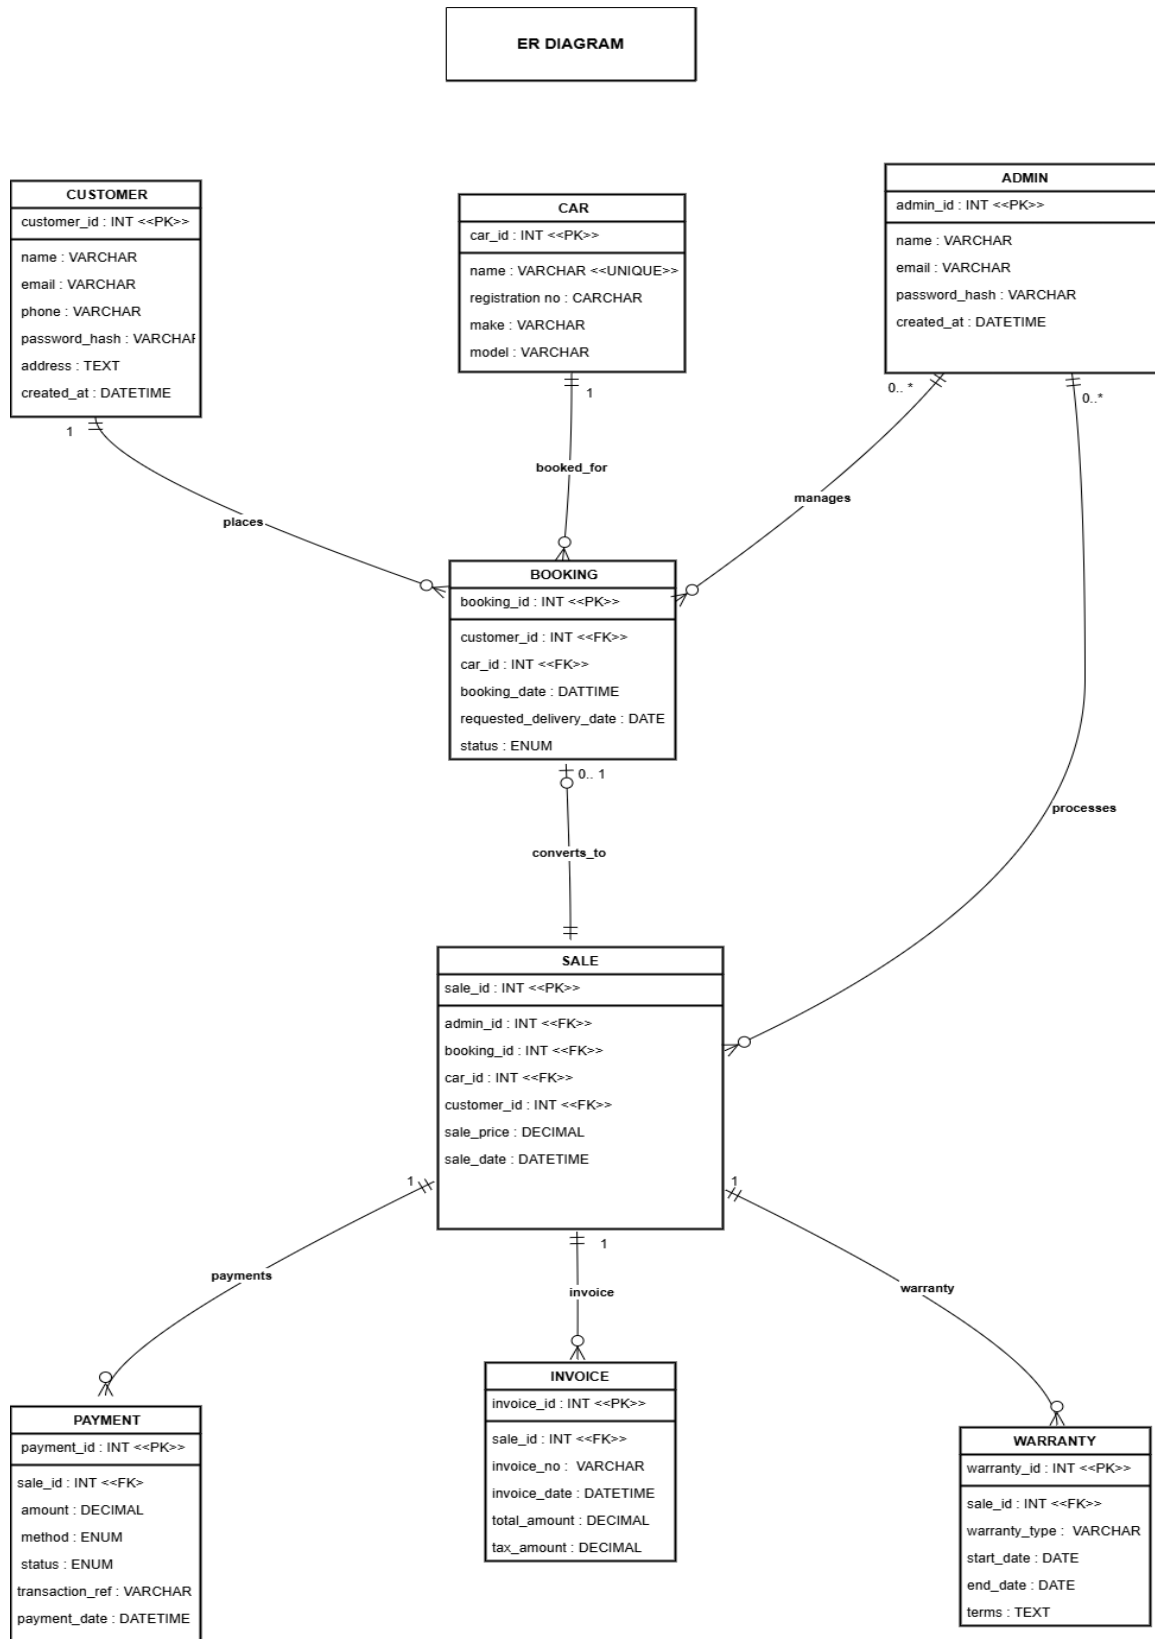 ER DIAGRAM
CUSTOMER
customer_id : INT <<PK>>
name : VARCHAR
email : VARCHAR
phone : VARCHAR
password_hash : VARCHAR
address : TEXT
created_at : DATETIME
CAR
car_id : INT <<PK>>
name : VARCHAR <<UNIQUE>>
registration no : CARCHAR
make : VARCHAR
model : VARCHAR
ADMIN
admin_id : INT <<PK>>
name : VARCHAR
email : VARCHAR
password_hash : VARCHAR
created_at : DATETIME
1
1
0.. *
0..*
places
booked_for
manages
BOOKING
booking_id : INT <<PK>>
customer_id : INT <<FK>>
car_id : INT <<FK>>
booking_date : DATTIME
requested_delivery_date : DATE
status : ENUM
0.. 1
converts_to
processes
SALE
sale_id : INT <<PK>>
admin_id : INT <<FK>>
booking_id : INT <<FK>>
car_id : INT <<FK>>
customer_id : INT <<FK>>
sale_price : DECIMAL
sale_date : DATETIME
1
1
1
payments
invoice
warranty
PAYMENT
payment_id : INT <<PK>>
sale_id : INT <<FK>
amount : DECIMAL
method : ENUM
status : ENUM
transaction_ref : VARCHAR
payment_date : DATETIME
INVOICE
invoice_id : INT <<PK>>
sale_id : INT <<FK>>
invoice_no : VARCHAR
invoice_date : DATETIME
total_amount : DECIMAL
tax_amount : DECIMAL
WARRANTY
warranty_id : INT <<PK>>
sale_id : INT <<FK>>
warranty_type : VARCHAR
start_date : DATE
end_date : DATE
terms : TEXT